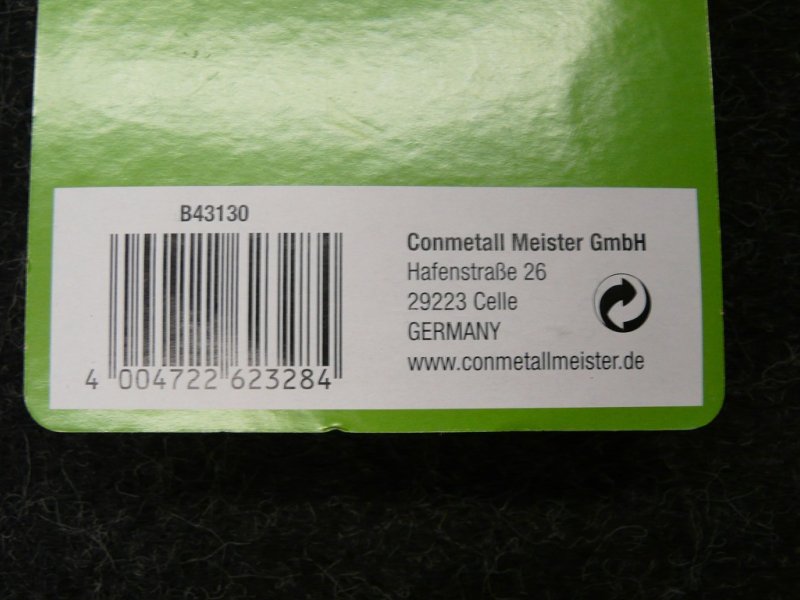 B43130
4 004722 623284
Conmetall Meister GmbH
Hafenstraße 26
29223 Celle
GERMANY
www.conmetallmeister.de